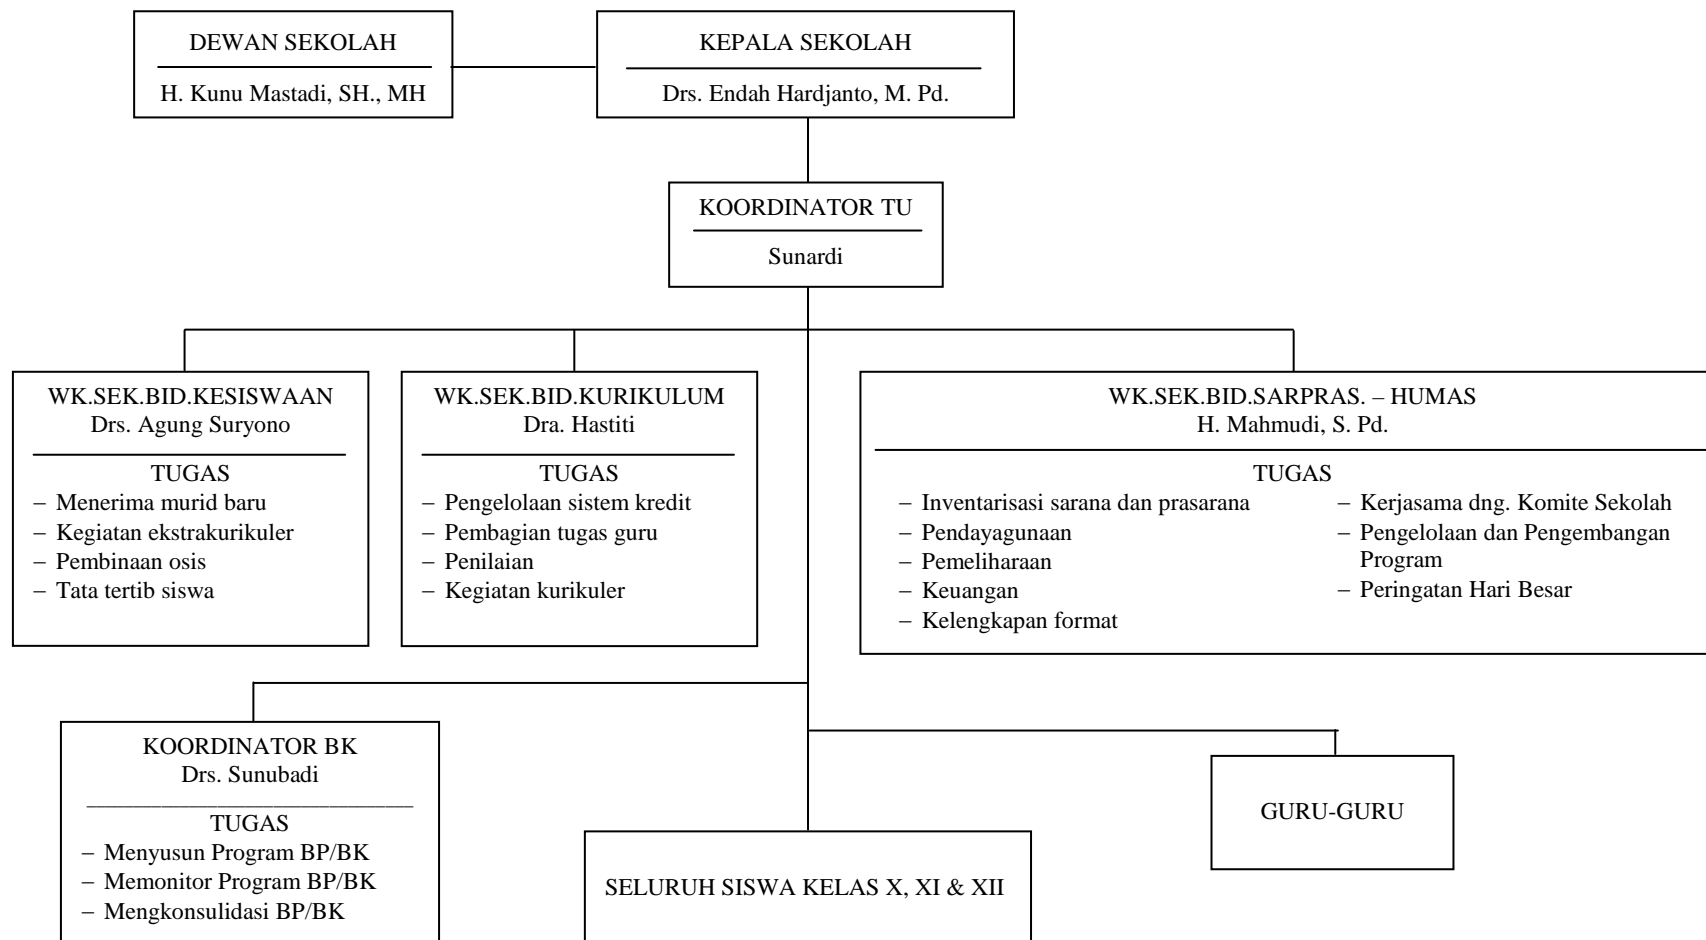 DEWAN SEKOLAH
H. Kunu Mastadi, SH., MH
KEPALA SEKOLAH
Drs. Endah Hardjanto, M. Pd.
KOORDINATOR TU
Sunardi
WK.SEK.BID.KESISWAAN
Drs. Agung Suryono
TUGAS
– Menerima murid baru
– Kegiatan ekstrakurikuler
– Pembinaan osis
– Tata tertib siswa
WK.SEK.BID.KURIKULUM
Dra. Hastiti
TUGAS
– Pengelolaan sistem kredit
– Pembagian tugas guru
– Penilaian
– Kegiatan kurikuler
WK.SEK.BID.SARPRAS. – HUMAS
H. Mahmudi, S. Pd.
TUGAS
– Inventarisasi sarana dan prasarana
– Pendayagunaan
– Pemeliharaan
– Keuangan
– Kelengkapan format
– Kerjasama dng. Komite Sekolah
– Pengelolaan dan Pengembangan
Program
– Peringatan Hari Besar
KOORDINATOR BK
Drs. Sunubadi
TUGAS
– Menyusun Program BP/BK
– Memonitor Program BP/BK
– Mengkonsulidasi BP/BK
SELURUH SISWA KELAS X, XI & XII
GURU-GURU